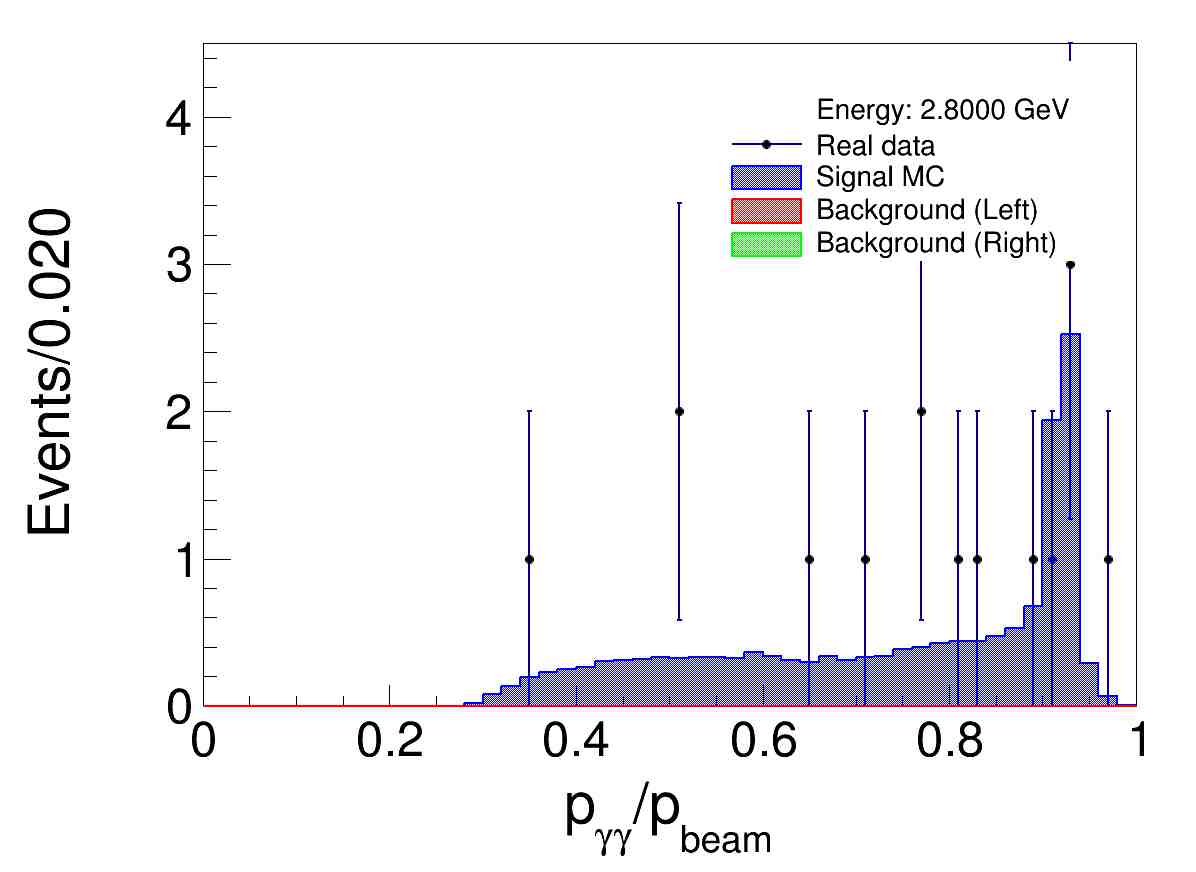 Energy: 2.8000 GeV
Real data
Signal MC
Background (Left)
Background (Right)
Events/0.020
4
3
2
1
0
0 0.2 0.4 0.6 0.8 1
pγγ/pbeam